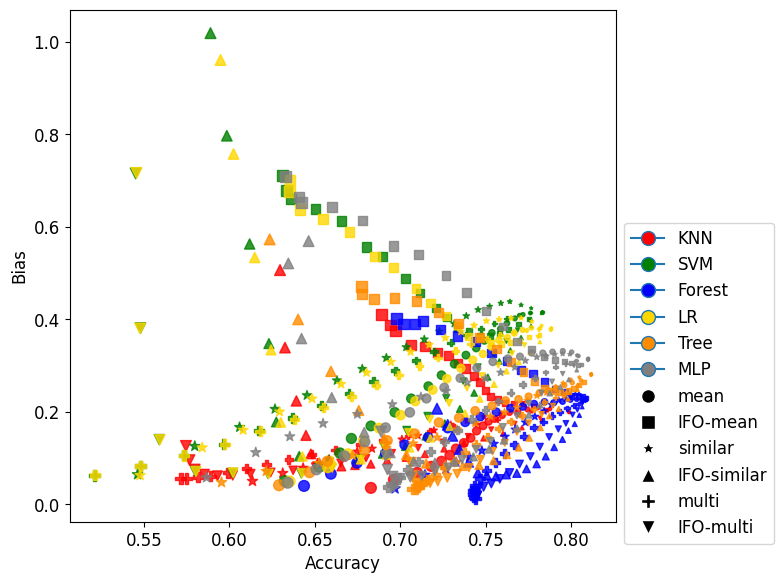 1.0
0.8
0.6
0.4
0.2
0.0
Bias
0.55 0.60 0.65 0.70 0.75 0.80
Accuracy
KNN
SVM
Forest
LR
Tree
MLP
mean
IFO-mean
similar
IFO-similar
multi
IFO-multi